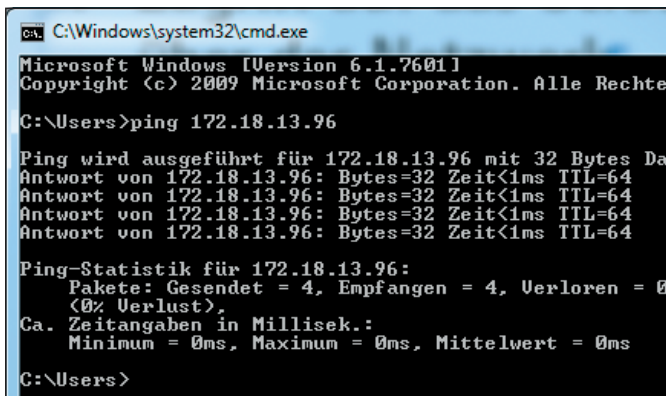 C:\Windows\system32\cmd.exe
Microsoft Windows [Version 6.1.7601]
Copyright (c) 2009 Microsoft Corporation. Alle Rechte
C:\Users>ping 172.18.13.96
Ping wird ausgeführt für 172.18.13.96 mit 32 Bytes Da
Antwort von 172.18.13.96: Bytes=32 Zeit<1ms TTL=64
Antwort von 172.18.13.96: Bytes=32 Zeit<1ms TTL=64
Antwort von 172.18.13.96: Bytes=32 Zeit<1ms TTL=64
Antwort von 172.18.13.96: Bytes=32 Zeit<1ms TTL=64
Ping-Statistik für 172.18.13.96:
Pakete: Gesendet = 4, Empfangen = 4, Verloren = 0
(0% Verlust),
Ca. Zeitangaben in Millisek.:
Minimum = 0ms, Maximum = 0ms, Mittelwert = 0ms
C:\Users>